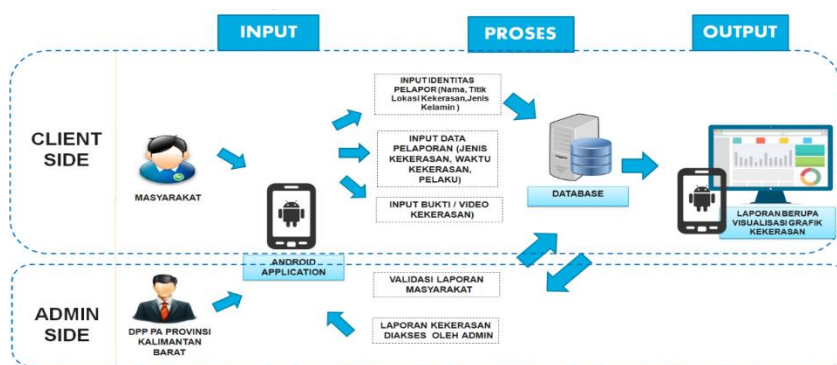 INPUT
PROSES
OUTPUT
CLIENT
SIDE
MASYARAKAT
ANDROID
APPLICATION
INPUT IDENTITAS
PELAPOR (Nama, Titik
Lokasi Kekerasan,Jenis
Kelamin )
INPUT DATA
PELAPORAN (JENIS
KEKERASAN, WAKTU
KEKERASAN,
PELAKU)
INPUT BUKTI / VIDEO
KEKERASAN)
DATABASE
LAPORAN BERUPA
VISUALISASI GRAFIK
KEKERASAN
ADMIN
SIDE
DPP PA PROVINSI
KALIMANTAN
BARAT
VALIDASI LAPORAN
MASYARAKAT
LAPORAN KEKERASAN
DIAKSES OLEH ADMIN